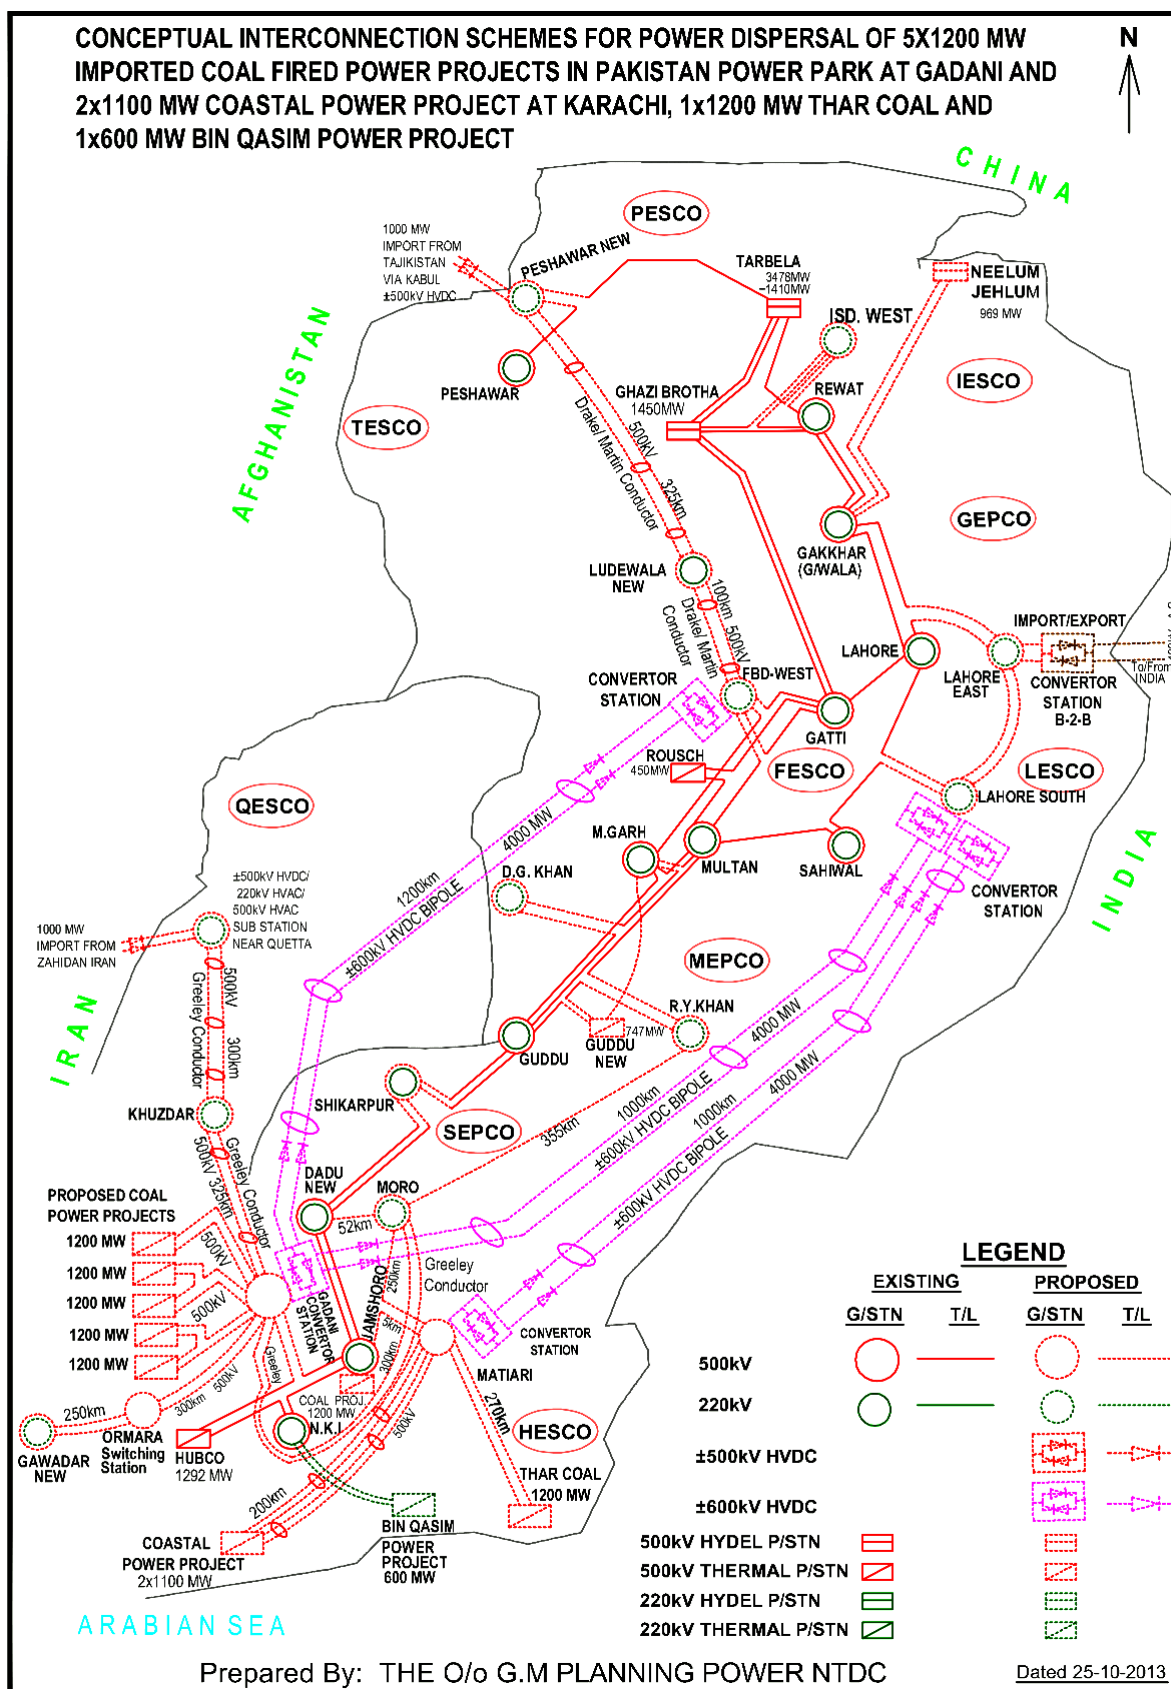 CONCEPTUAL INTERCONNECTION SCHEMES FOR POWER DISPERSAL OF 5X1200 MW
IMPORTED COAL FIRED POWER PROJECTS IN PAKISTAN POWER PARK AT GADANI AND
2x1100 MW COASTAL POWER PROJECT AT KARACHI, 1x1200 MW THAR COAL AND
1x600 MW BIN QASIM POWER PROJECT
N
CHINA
PESCO
1000 MW
IMPORT FROM
TAJIKISTAN
VIA KABUL
±500kV HVDC
PESHAWAR NEW
TARBELA
3478MW
–1410MW
NEELUM
JEHLUM
969 MW
ISD. WEST
AFGHANISTAN
PESHAWAR
GHAZI BROTHA
1450MW
REWAT
IESCO
TESCO
Drake/ Martin Conductor
500kV
325km
GEPCO
GAKKHAR
(G/WALA)
LUDEWALA
NEW
100km
500kV
Drake/ Martin
Conductor
IMPORT/EXPORT
LAHORE
LAHORE
EAST
To/From
INDIA
CONVERTOR
STATION
B-2-B
CONVERTOR
STATION
FBD-WEST
GATTI
ROUSCH
450MW
FESCO
LESCO
LAHORE SOUTH
QESCO
4000 MW
1200km
±600kV HVDC BIPOLE
M.GARH
MULTAN
SAHIWAL
D.G. KHAN
CONVERTOR
STATION
INDIA
±500kV HVDC/
220kV HVAC/
500kV HVAC
SUB STATION
NEAR QUETTA
1000 MW
IMPORT FROM
ZAHIDAN IRAN
MEPCO
IRAN
500kV
Greeley Conductor
300km
R.Y.KHAN
747MW
GUDDU
NEW
GUDDU
4000 MW
4000 MW
1000km
±600kV HVDC BIPOLE
1000km
±600kV HVDC BIPOLE
SHIKARPUR
KHUZDAR
SEPCO
355km
500kV 325km
Greeley Conductor
DADU
NEW
MORO
52km
PROPOSED COAL
POWER PROJECTS
1200 MW
1200 MW
1200 MW
1200 MW
1200 MW
500kV
500kV
GADANI
CONVERTOR
STATION
250km
Greeley
Conductor
JAMSHORO
5km
300km
CONVERTOR
STATION
MATIARI
Greeley
COAL PROJ.
1200 MW
N.K.I
500kV
270km
HESCO
250km
300km
500kV
GAWADAR
NEW
ORMARA
Switching
Station
HUBCO
1292 MW
THAR COAL
1200 MW
200km
COASTAL
POWER PROJECT
2x1100 MW
BIN QASIM
POWER
PROJECT
600 MW
ARABIAN SEA
LEGEND
EXISTING PROPOSED
G/STN T/L G/STN T/L
500kV
220kV
±500kV HVDC
±600kV HVDC
500kV HYDEL P/STN
500kV THERMAL P/STN
220kV HYDEL P/STN
220kV THERMAL P/STN
Prepared By: THE O/o G.M PLANNING POWER NTDC
Dated 25-10-2013